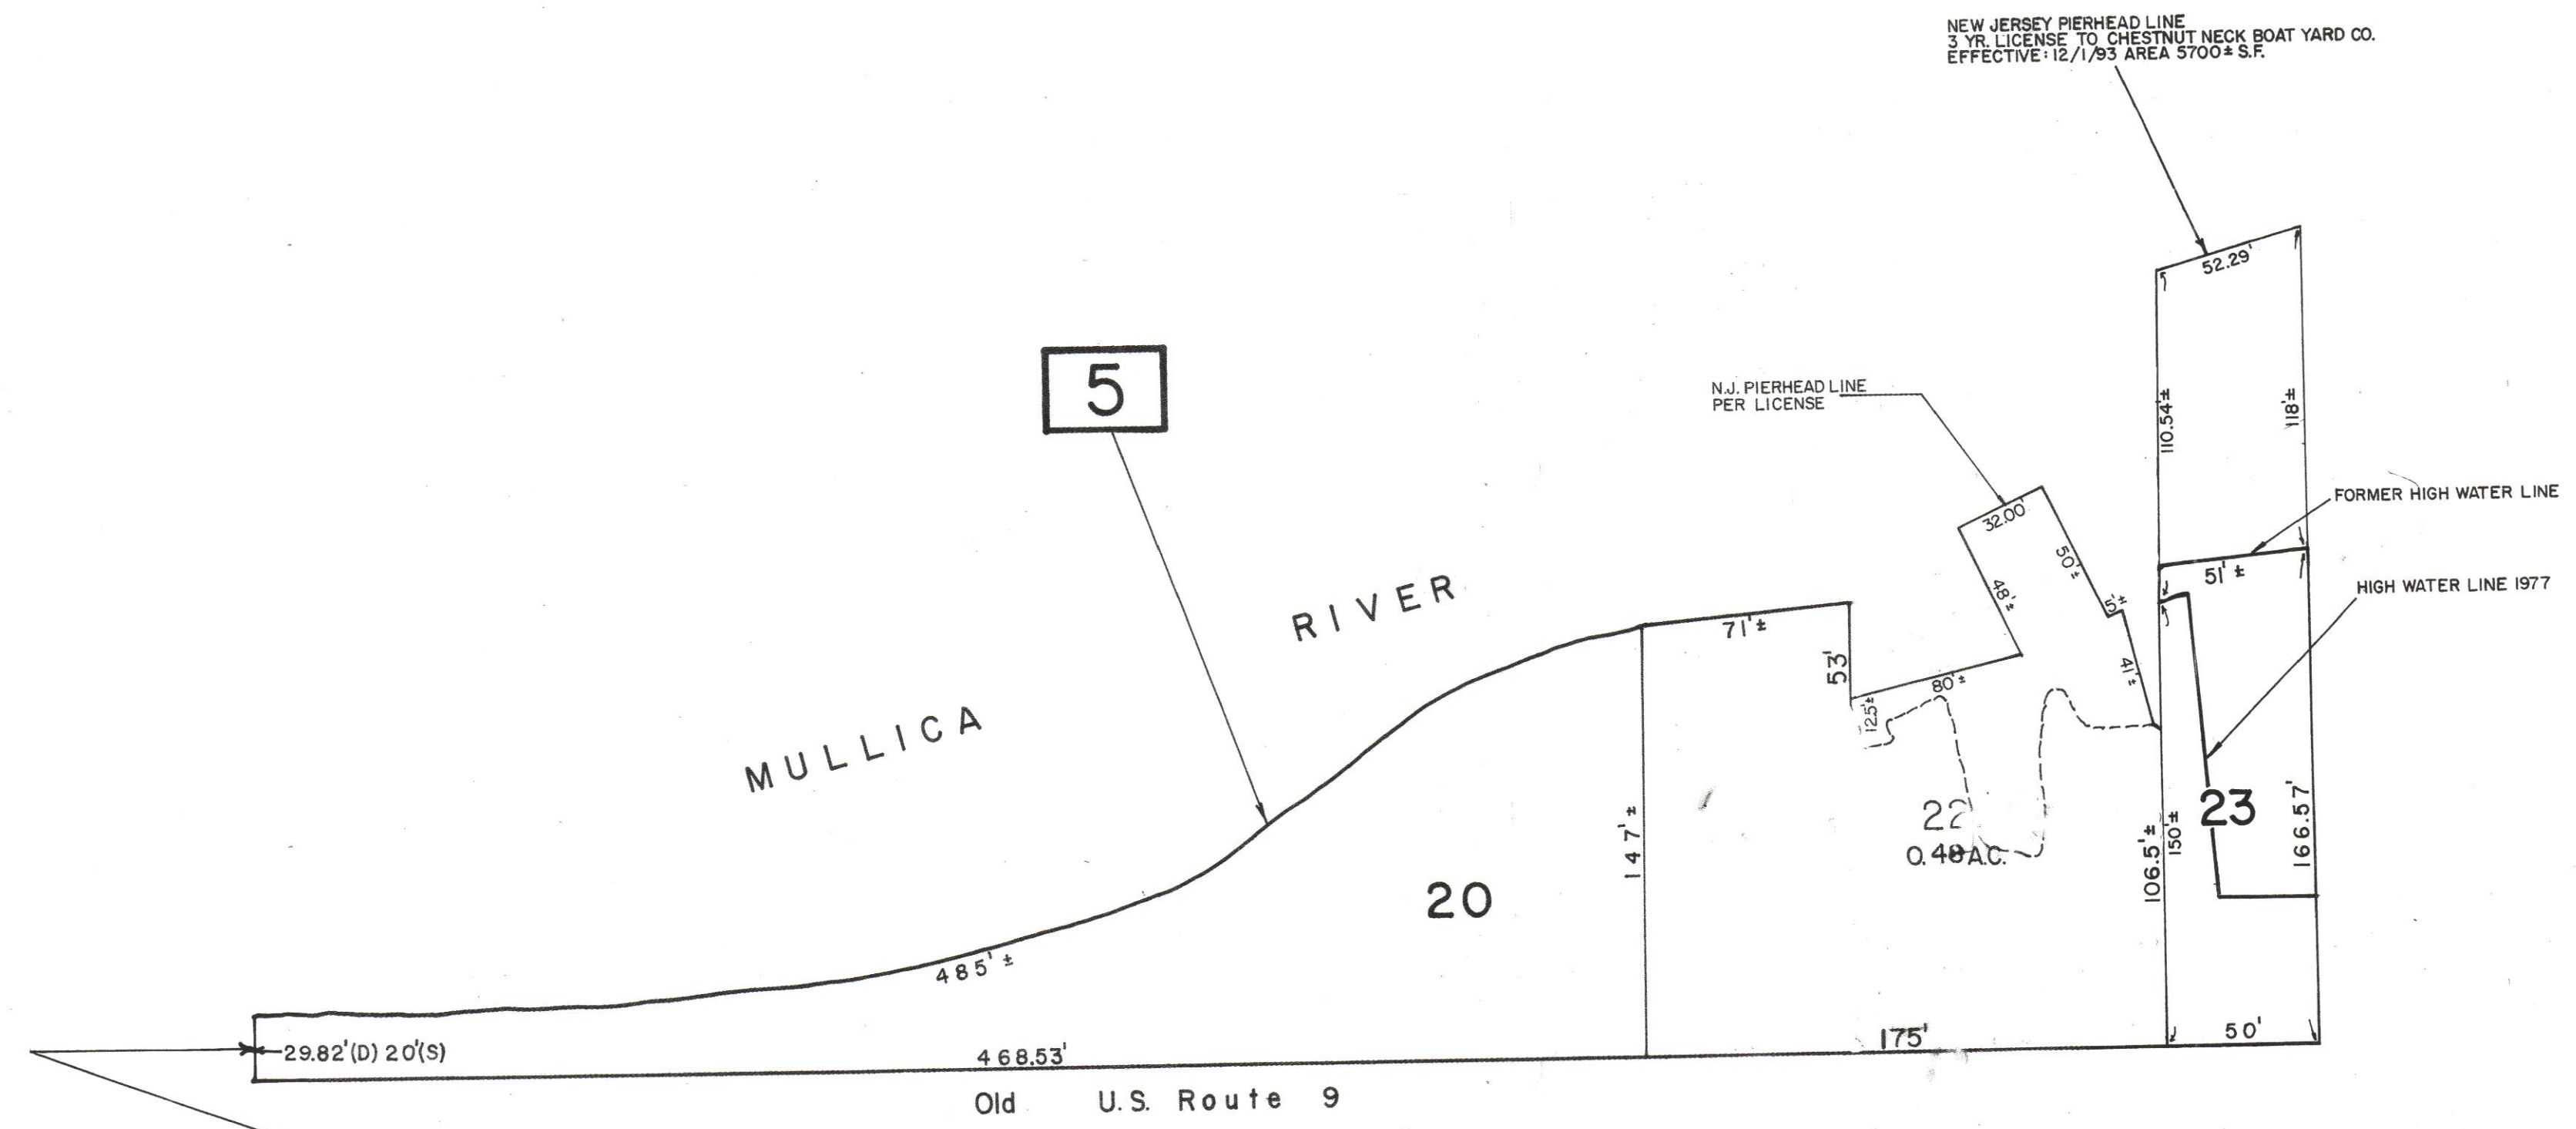 NEW JERSEY PIERHEAD LINE
3 YR. LICENSE TO CHESTNUT NECK BOAT YARD CO.
EFFECTIVE: 12/1/93 AREA 5700± S.F.
52.29'
5
N.J. PIERHEAD LINE
PER LICENSE
110.54'±
118'±
32.00'
50'±
48'±
5'±
41'±
FORMER HIGH WATER LINE
51'±
HIGH WATER LINE 1977
MULLICA RIVER
71'±
53'
80'±
12.5'±
147'±
22
0.48 A.C.
106.5'±
150'±
23
166.57'
20
485'±
29.82'(D) 20'(S)
468.53'
175'
50'
Old U.S. Route 9